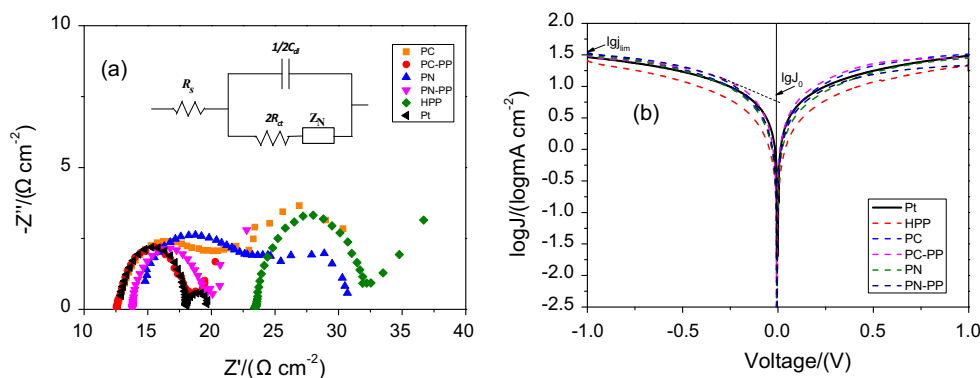 (a)
1/2Cdl
Rs
2Rct
ZN
PC
PC-PP
PN
PN-PP
HPP
Pt
10
5
0
-Z''/(Ω cm-2)
10 15 20 25 30 35 40
Z'/(Ω cm-2)
(b)
lgjlim
lgJ0
2.0
1.5
1.0
0.5
0.0
-0.5
-1.0
-1.5
-2.0
-2.5
logJ/(logmA cm-2)
Pt
HPP
PC
PC-PP
PN
PN-PP
-1.0 -0.5 0.0 0.5 1.0
Voltage/(V)